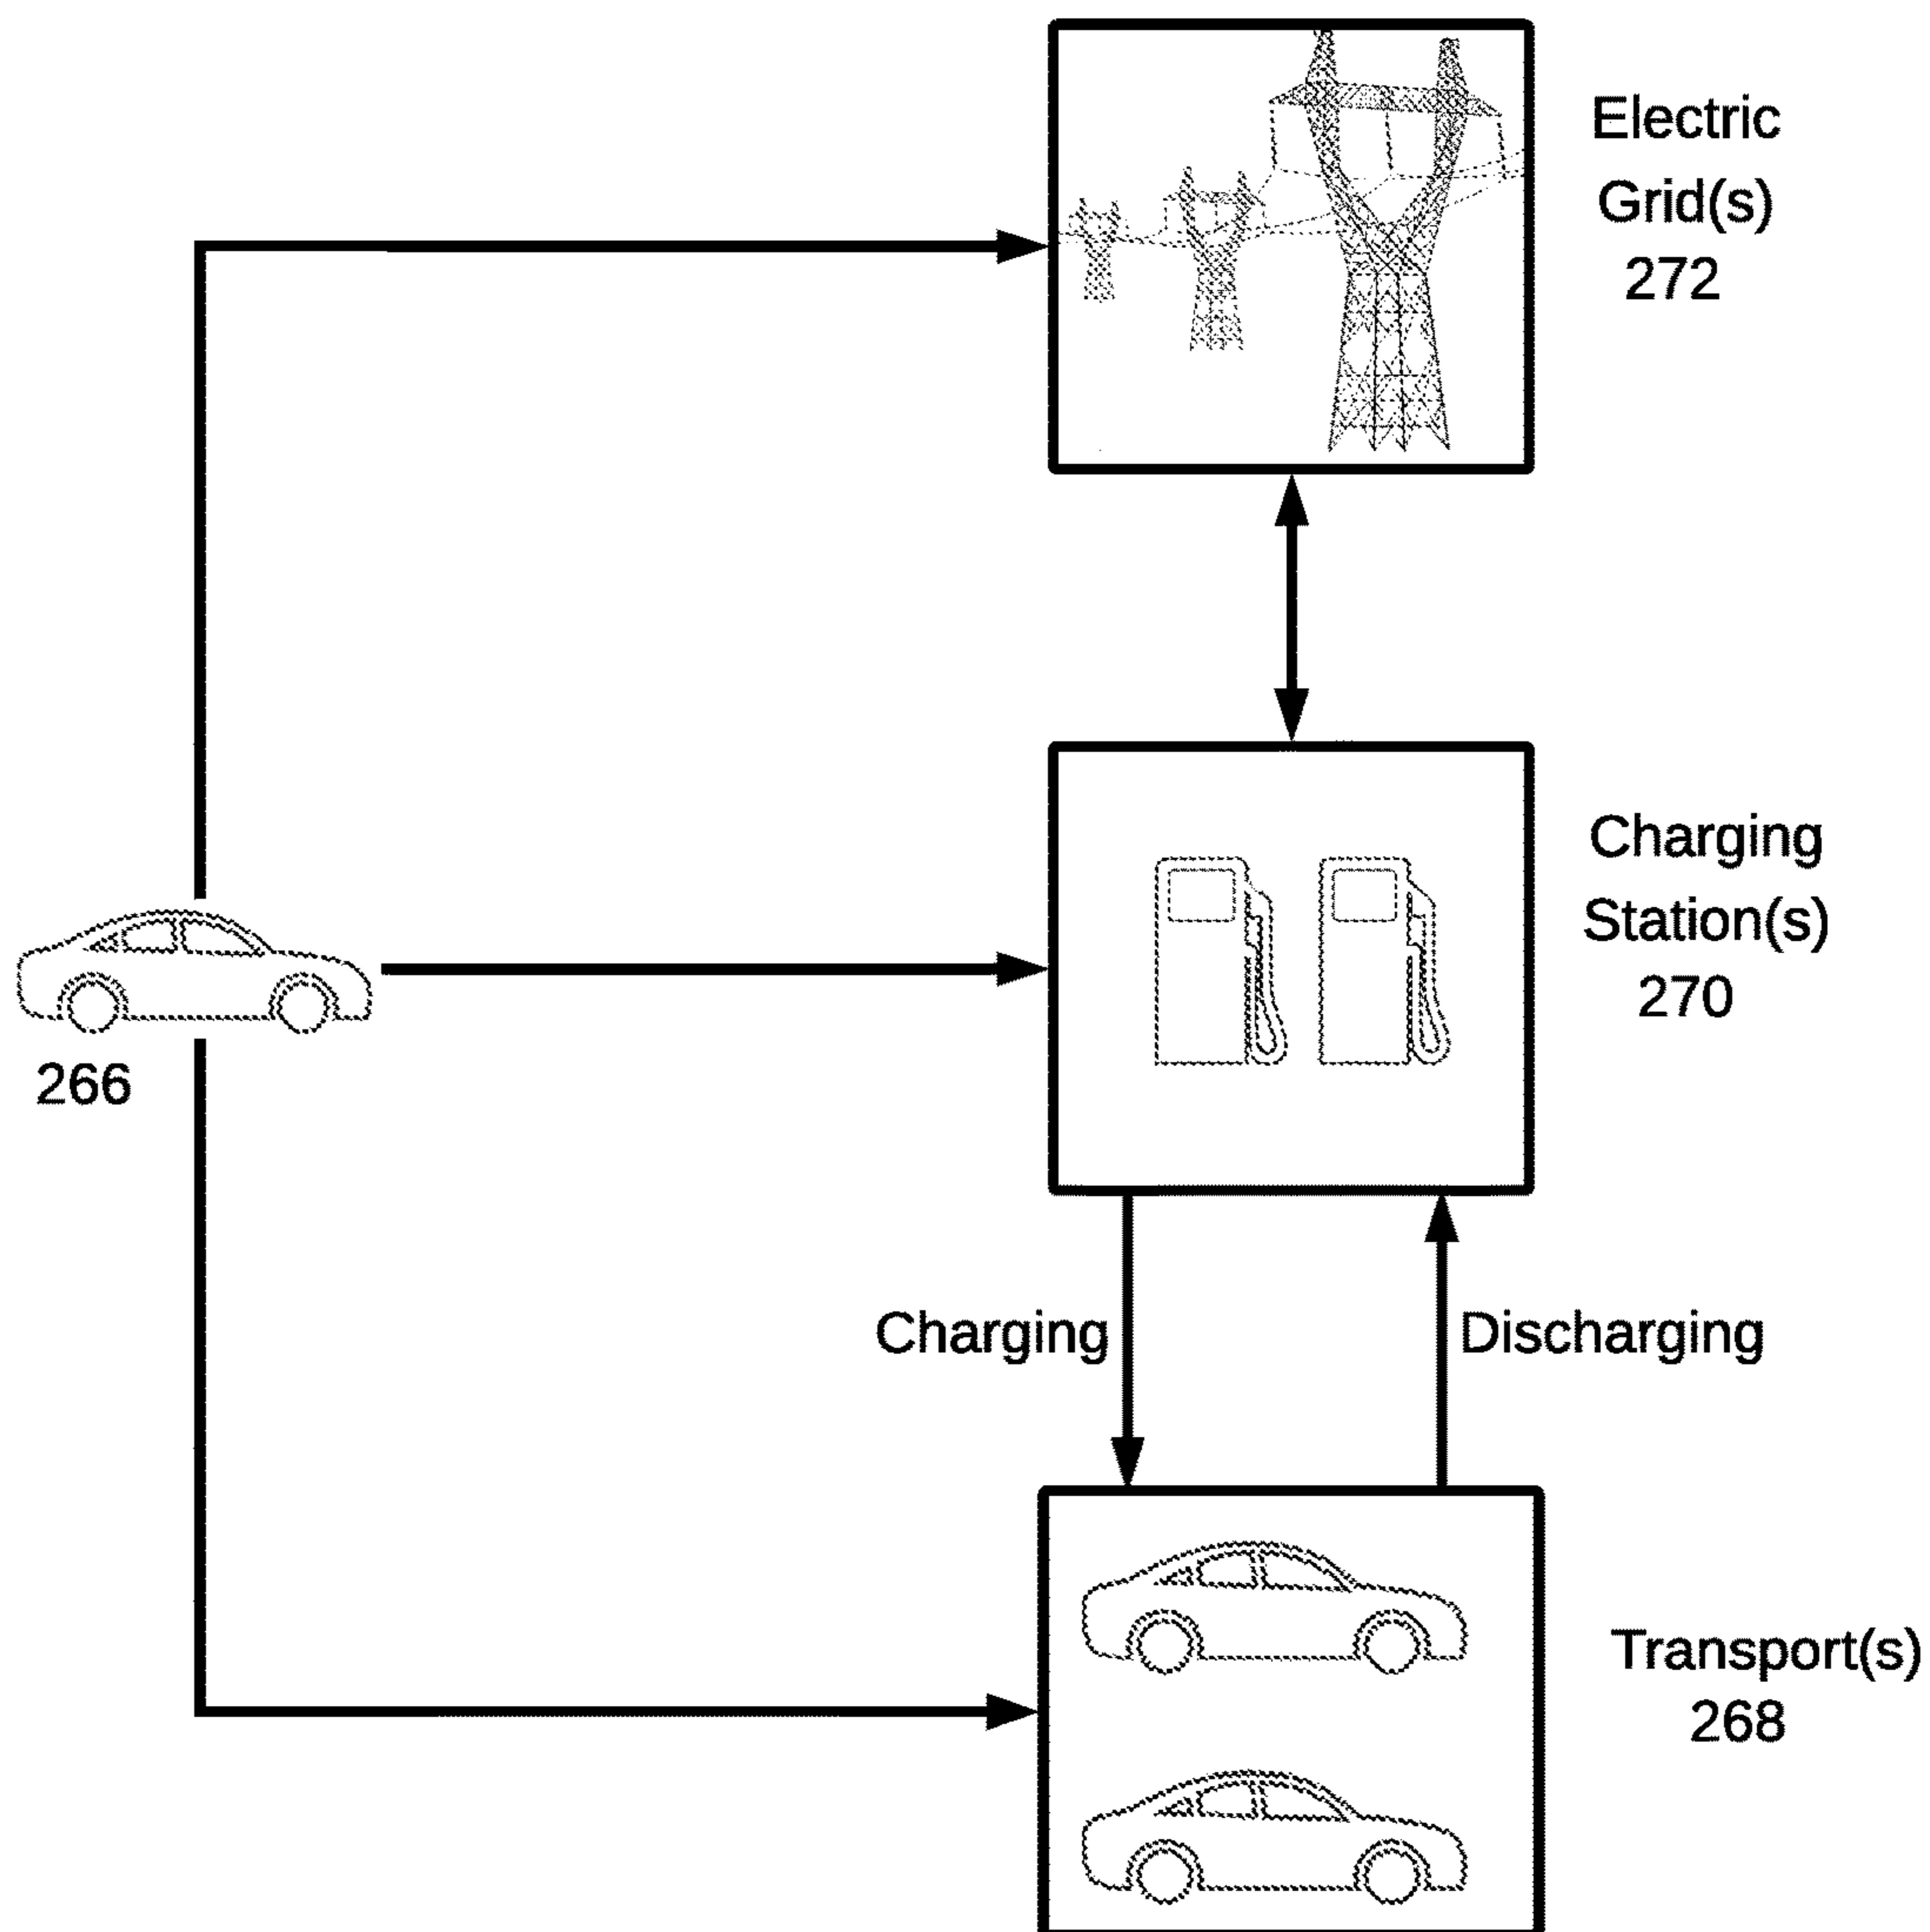 Electric
Grid(s)
272
Charging
Station(s)
270
266
Charging
Discharging
Transport(s)
268